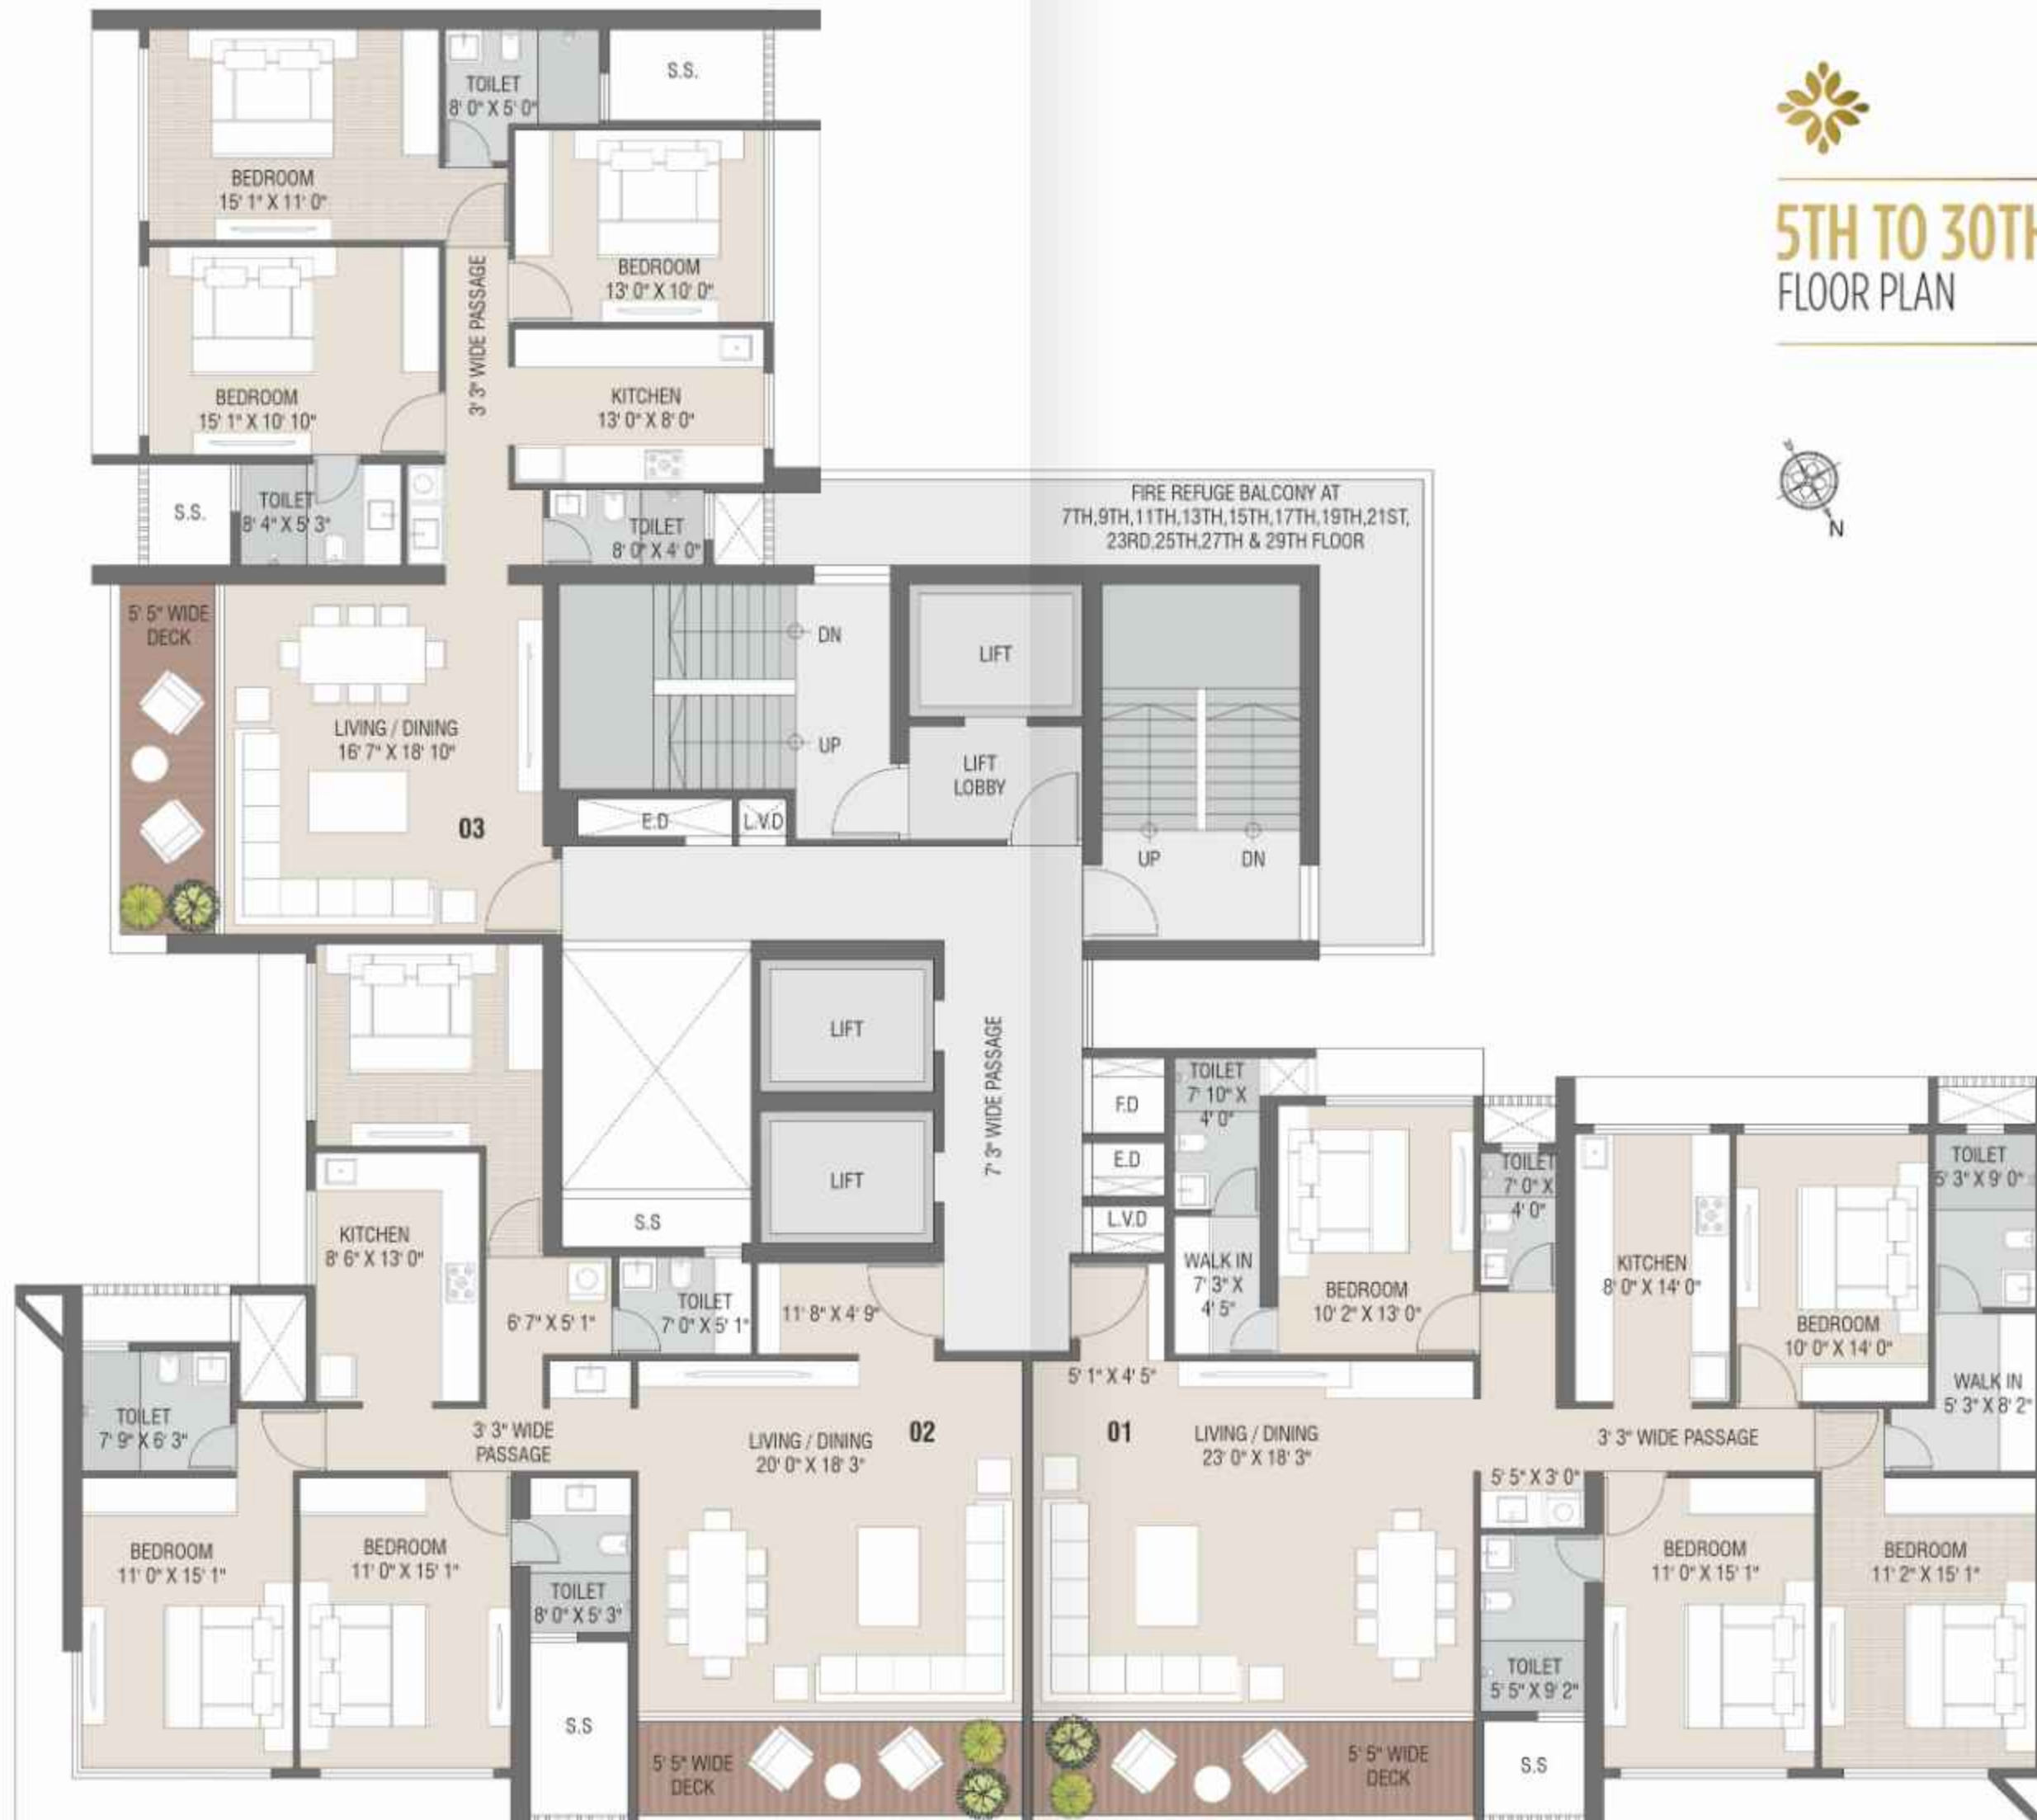 5TH TO 30TH
FLOOR PLAN
N
TOILET
8' 0" X 5' 0"
S.S.
BEDROOM
15' 1" X 11' 0"
BEDROOM
13' 0" X 10' 0"
3' 3" WIDE PASSAGE
BEDROOM
15' 1" X 10' 10"
KITCHEN
13' 0" X 8' 0"
S.S.
TOILET
8' 4" X 5' 3"
TOILET
8' 0" X 4' 0"
FIRE REFUGE BALCONY AT
7TH,9TH,11TH,13TH,15TH,17TH,19TH,21ST,
23RD,25TH,27TH & 29TH FLOOR
5' 5" WIDE
DECK
LIVING / DINING
16' 7" X 18' 10"
03
DN
UP
LIFT
LIFT
LOBBY
UP
DN
E.D
L.V.D
LIFT
LIFT
7' 3" WIDE PASSAGE
S.S
F.D
E.D
L.V.D
TOILET
7' 10" X
4' 0"
WALK IN
7' 3" X
4' 5"
BEDROOM
10' 2" X 13' 0"
TOILET
7' 0" X
4' 0"
KITCHEN
8' 0" X 14' 0"
BEDROOM
10' 0" X 14' 0"
TOILET
5' 3" X 9' 0"
WALK IN
5' 3" X 8' 2"
KITCHEN
8' 6" X 13' 0"
6' 7" X 5' 1"
TOILET
7' 0" X 5' 1"
11' 8" X 4' 9"
5' 1" X 4' 5"
TOILET
7' 9" X 6' 3"
3' 3" WIDE
PASSAGE
LIVING / DINING
20' 0" X 18' 3"
02
01
LIVING / DINING
23' 0" X 18' 3"
3' 3" WIDE PASSAGE
5' 5" X 3' 0"
BEDROOM
11' 0" X 15' 1"
BEDROOM
11' 0" X 15' 1"
TOILET
8' 0" X 5' 3"
BEDROOM
11' 0" X 15' 1"
BEDROOM
11' 2" X 15' 1"
TOILET
5' 5" X 9' 2"
S.S
5' 5" WIDE
DECK
5' 5" WIDE
DECK
S.S